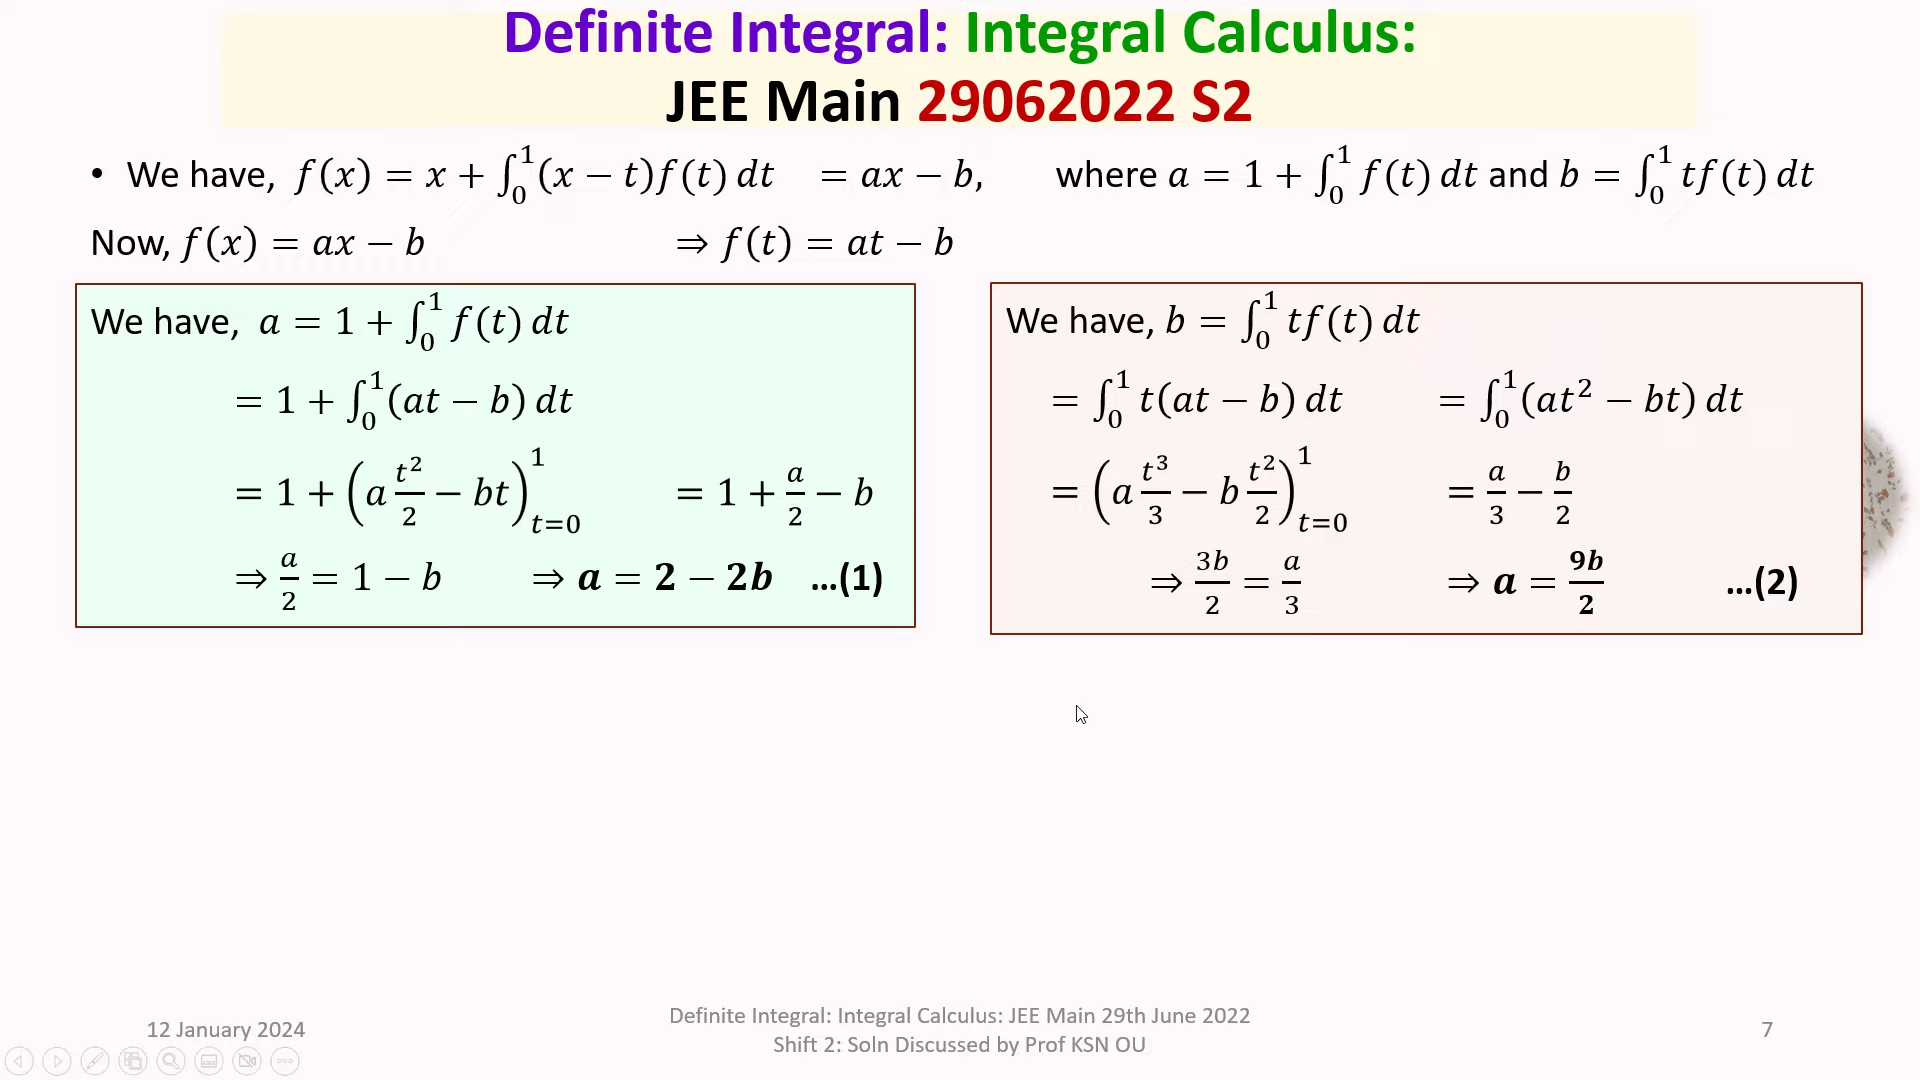 Definite Integral: Integral Calculus:
JEE Main 29062022 S2
• We have, f(x) = x + ∫₀¹(x − t)f(t) dt = ax − b, where a = 1 + ∫₀¹ f(t) dt and b = ∫₀¹ tf(t) dt
Now, f(x) = ax − b ⇒ f(t) = at − b
We have, a = 1 + ∫₀¹ f(t) dt
= 1 + ∫₀¹(at − b) dt
= 1 + (a t²/2 − bt)¹ₜ₌₀ = 1 + a/2 − b
⇒ a/2 = 1 − b ⇒ a = 2 − 2b ...(1)
We have, b = ∫₀¹ tf(t) dt
= ∫₀¹ t(at − b) dt = ∫₀¹(at² − bt) dt
= (a t³/3 − b t²/2)¹ₜ₌₀ = a/3 − b/2
⇒ 3b/2 = a/3 ⇒ a = 9b/2 ...(2)
12 January 2024
Definite Integral: Integral Calculus: JEE Main 29th June 2022
Shift 2: Soln Discussed by Prof KSN OU
7